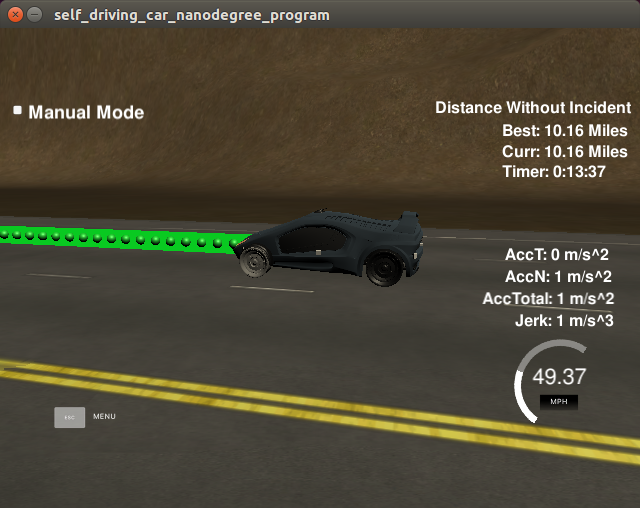 self_driving_car_nanodegree_program
Manual Mode
Distance Without Incident
Best: 10.16 Miles
Curr: 10.16 Miles
Timer: 0:13:37
AccT: 0 m/s^2
AccN: 1 m/s^2
AccTotal: 1 m/s^2
Jerk: 1 m/s^3
49.37
MPH
ESC MENU